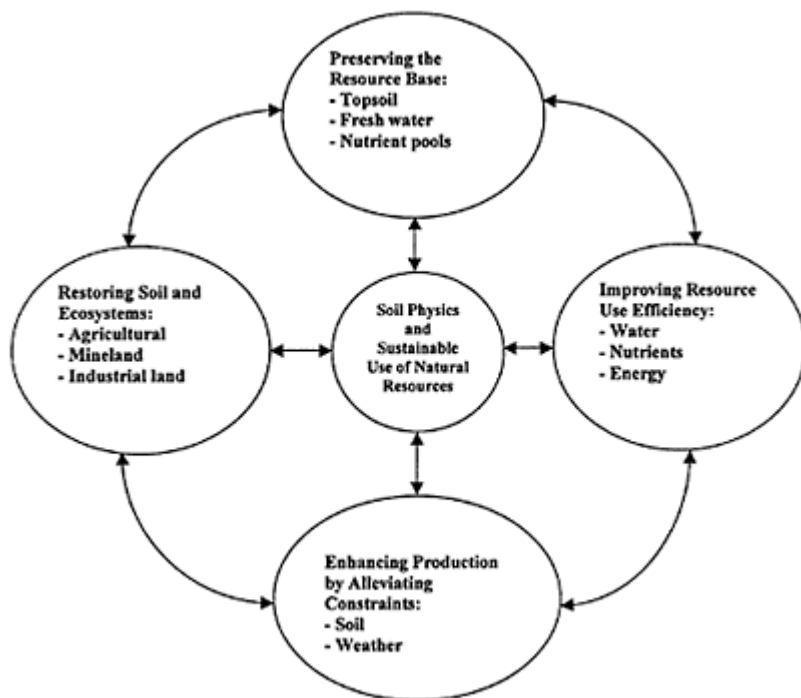 Preserving the
Resource Base:
- Topsoil
- Fresh water
- Nutrient pools
Restoring Soil and
Ecosystems:
- Agricultural
- Mineland
- Industrial land
Soil Physics
and
Sustainable
Use of Natural
Resources
Improving Resource
Use Efficiency:
- Water
- Nutrients
- Energy
Enhancing Production
by Alleviating
Constraints:
- Soil
- Weather